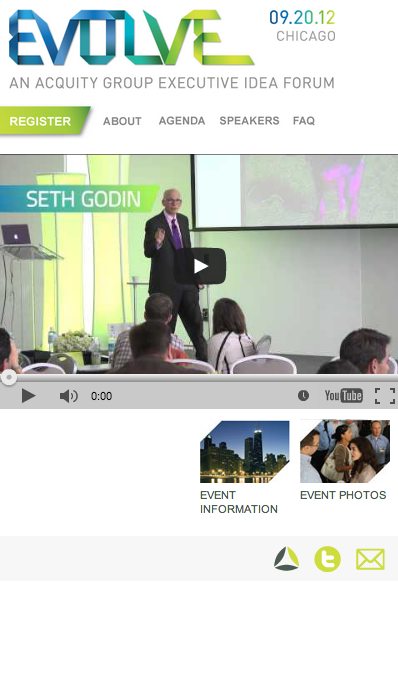 EVOLVE
09.20.12
CHICAGO
AN ACQUITY GROUP EXECUTIVE IDEA FORUM
REGISTER ABOUT AGENDA SPEAKERS FAQ
SETH GODIN
0:00 YouTube
EVENT
INFORMATION
EVENT PHOTOS